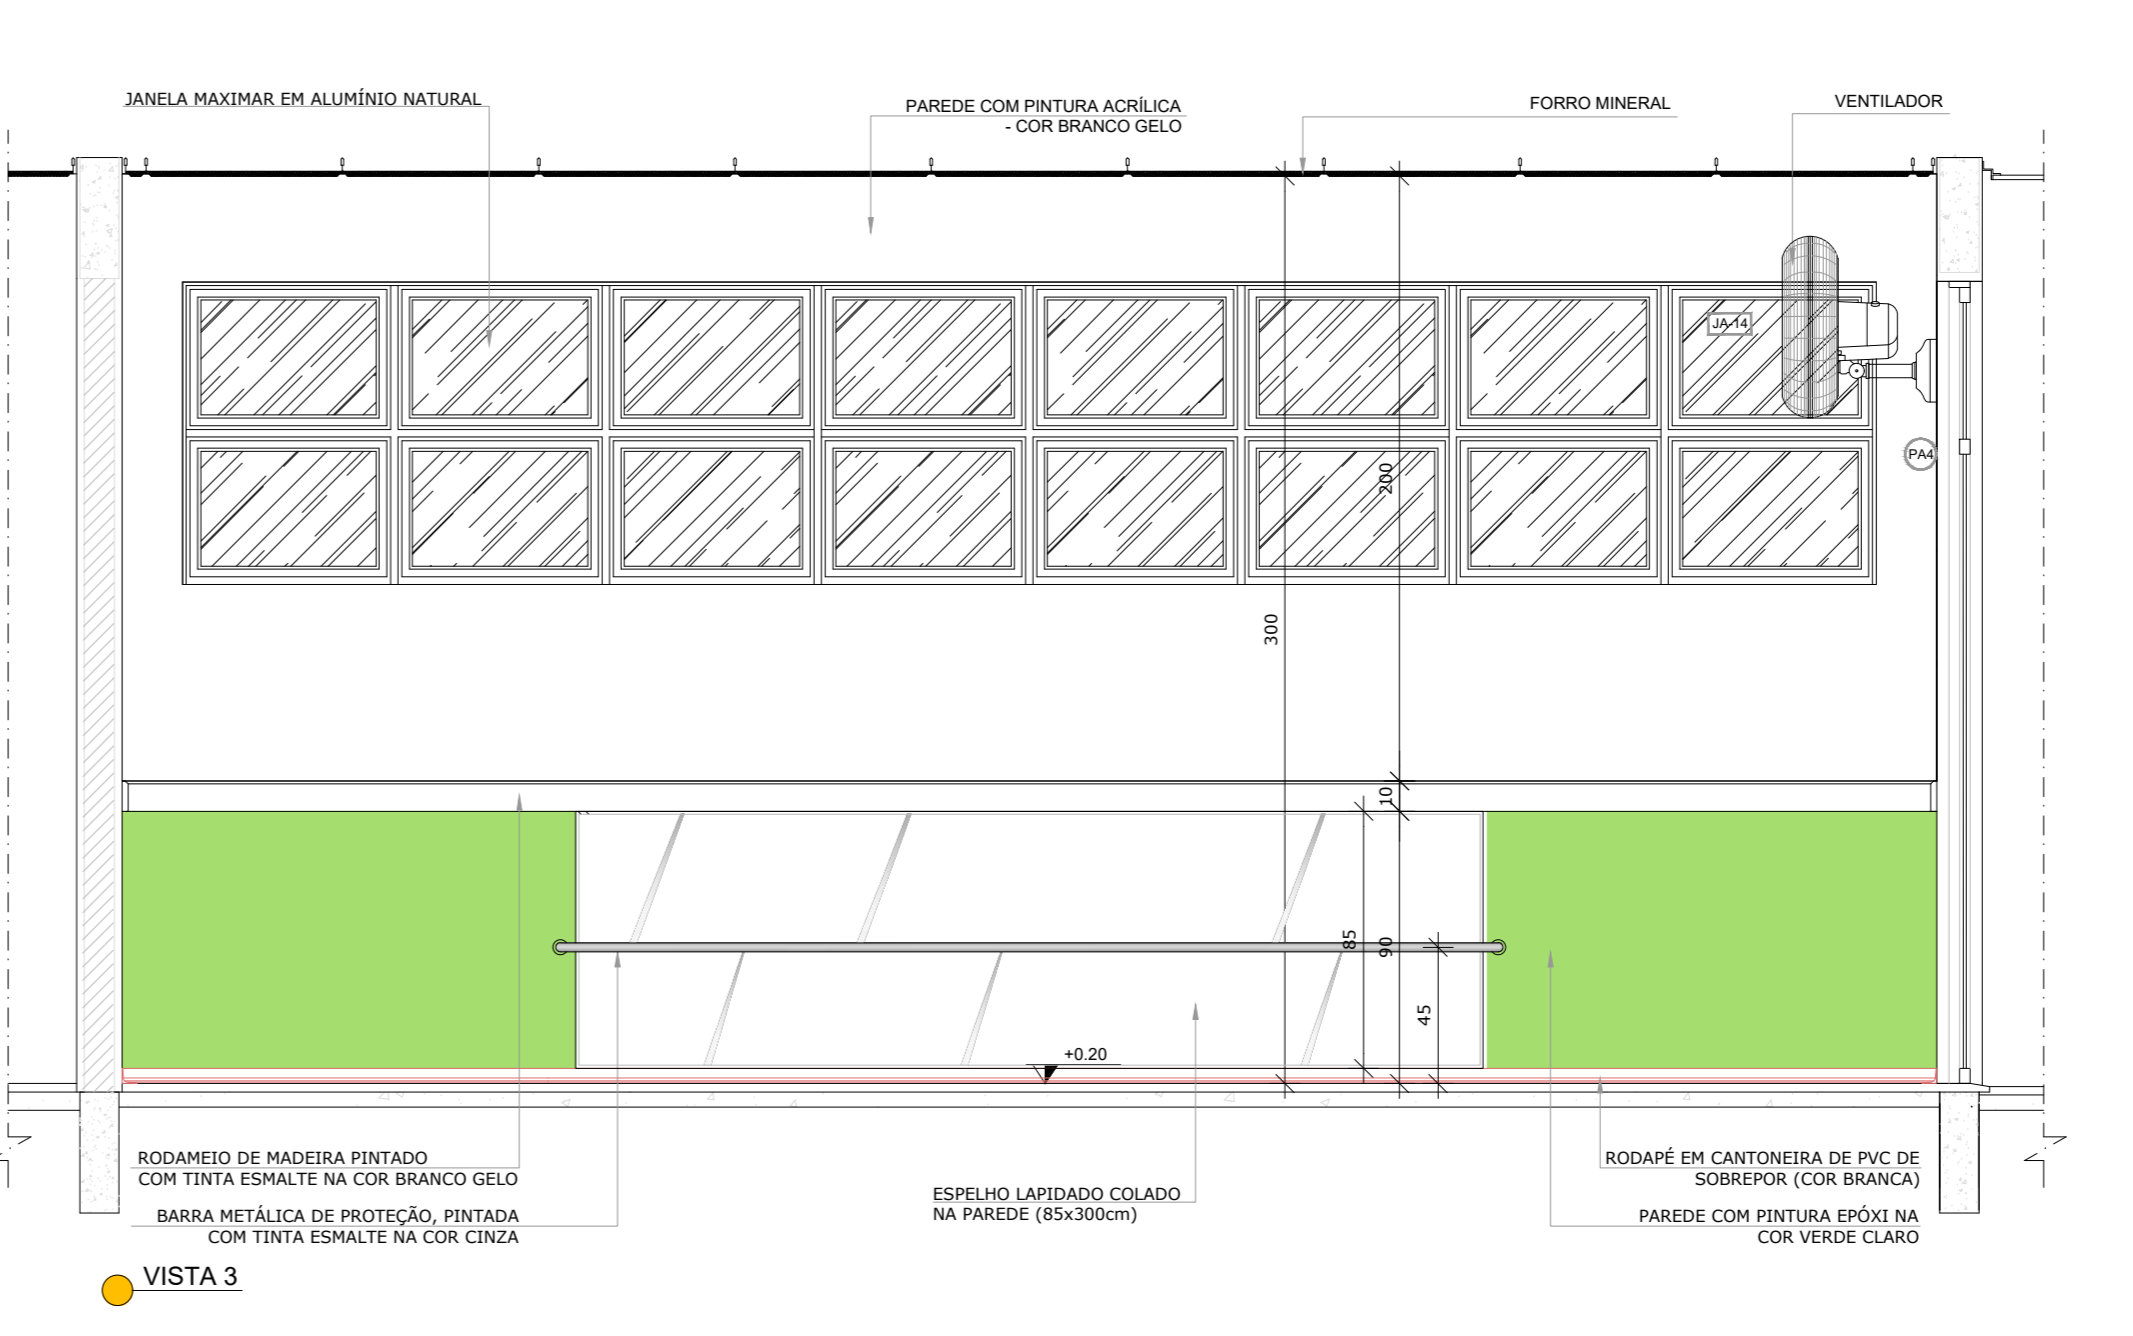 JANELA MAXIMAR EM ALUMÍNIO NATURAL
PAREDE COM PINTURA ACRÍLICA
- COR BRANCO GELO
FORRO MINERAL
VENTILADOR
JA-14
PA4
200
300
10
85
90
45
+0.20
RODAMEIO DE MADEIRA PINTADO
COM TINTA ESMALTE NA COR BRANCO GELO
BARRA METÁLICA DE PROTEÇÃO, PINTADA
COM TINTA ESMALTE NA COR CINZA
ESPELHO LAPIDADO COLADO
NA PAREDE (85x300cm)
RODAPÉ EM CANTONEIRA DE PVC DE
SOBREPOR (COR BRANCA)
PAREDE COM PINTURA EPÓXI NA
COR VERDE CLARO
VISTA 3